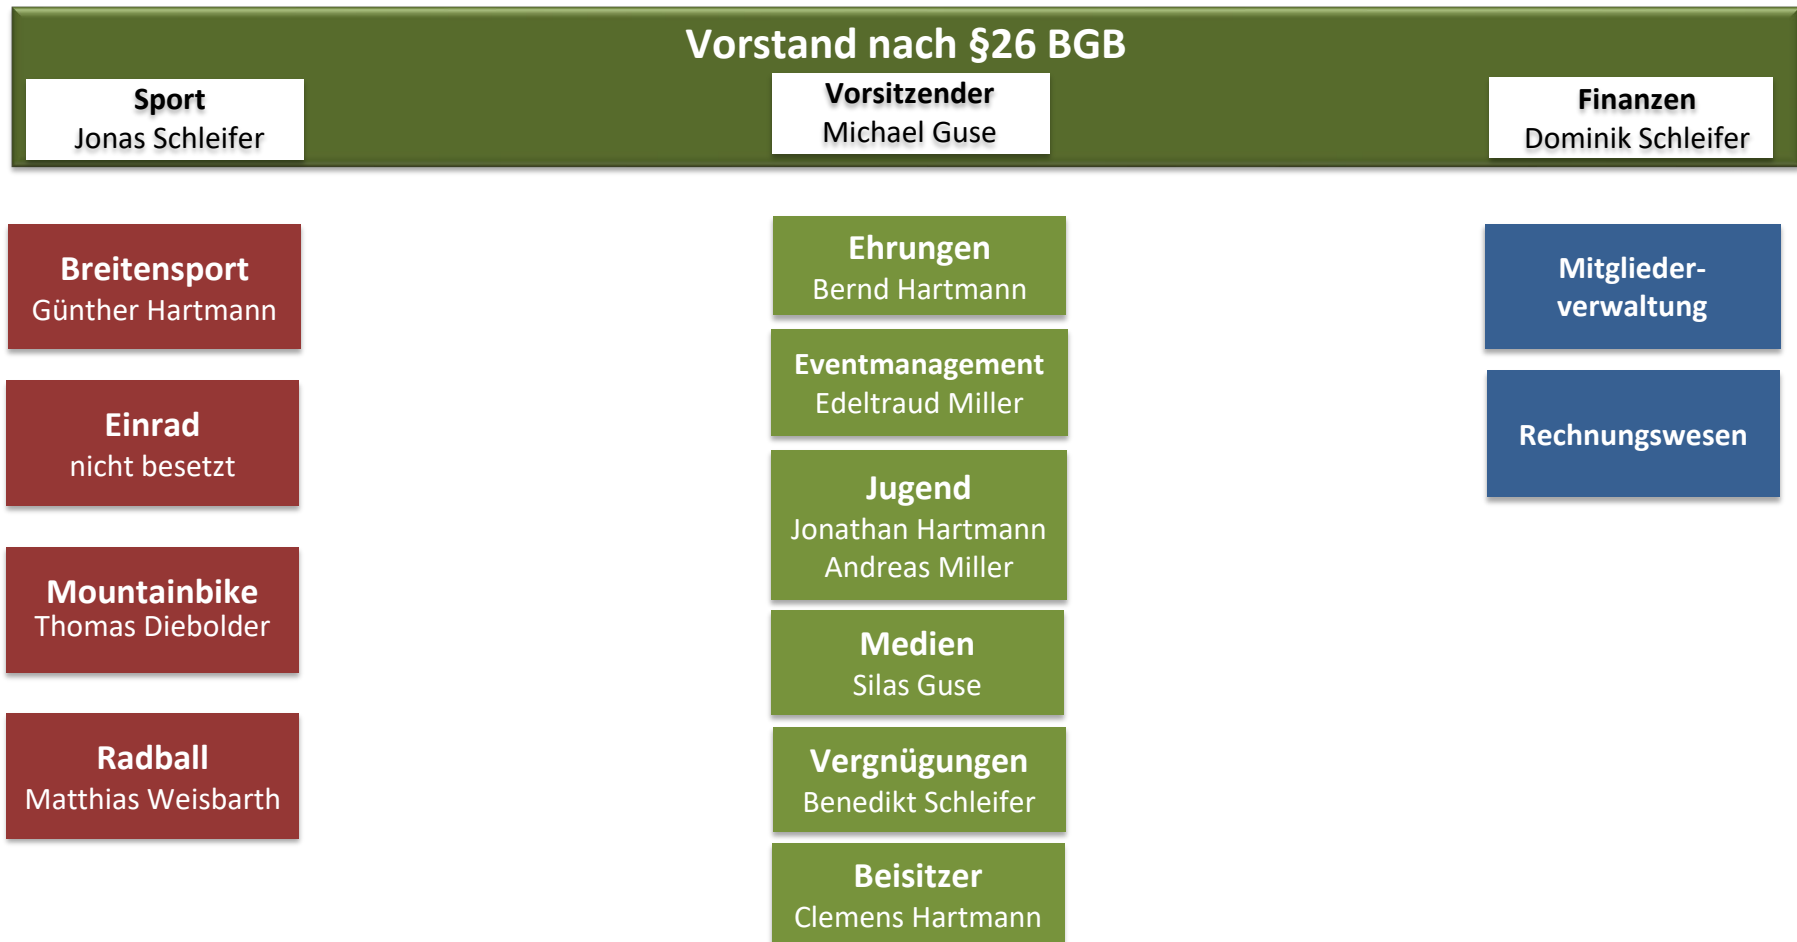 Vorstand nach §26 BGB
Sport
Jonas Schleifer
Vorsitzender
Michael Guse
Finanzen
Dominik Schleifer
Breitensport
Günther Hartmann
Einrad
nicht besetzt
Mountainbike
Thomas Diebolder
Radball
Matthias Weisbarth
Ehrungen
Bernd Hartmann
Eventmanagement
Edeltraud Miller
Jugend
Jonathan Hartmann
Andreas Miller
Medien
Silas Guse
Vergnügungen
Benedikt Schleifer
Beisitzer
Clemens Hartmann
Mitglieder-
verwaltung
Rechnungswesen